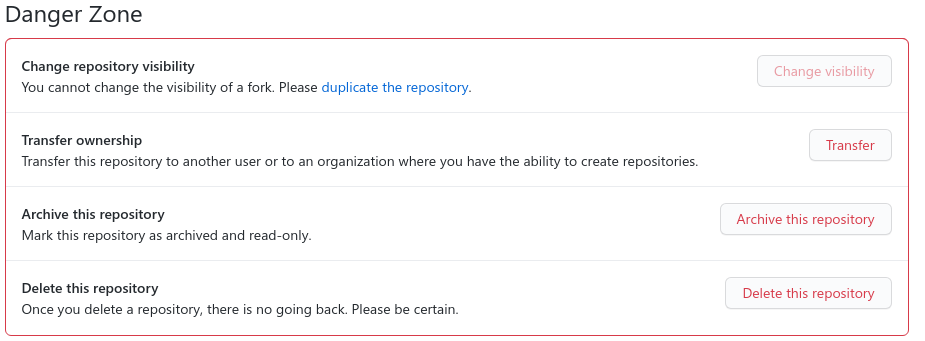 Danger Zone
Change repository visibility
You cannot change the visibility of a fork. Please duplicate the repository.
Change visibility
Transfer ownership
Transfer this repository to another user or to an organization where you have the ability to create repositories.
Transfer
Archive this repository
Mark this repository as archived and read-only.
Archive this repository
Delete this repository
Once you delete a repository, there is no going back. Please be certain.
Delete this repository